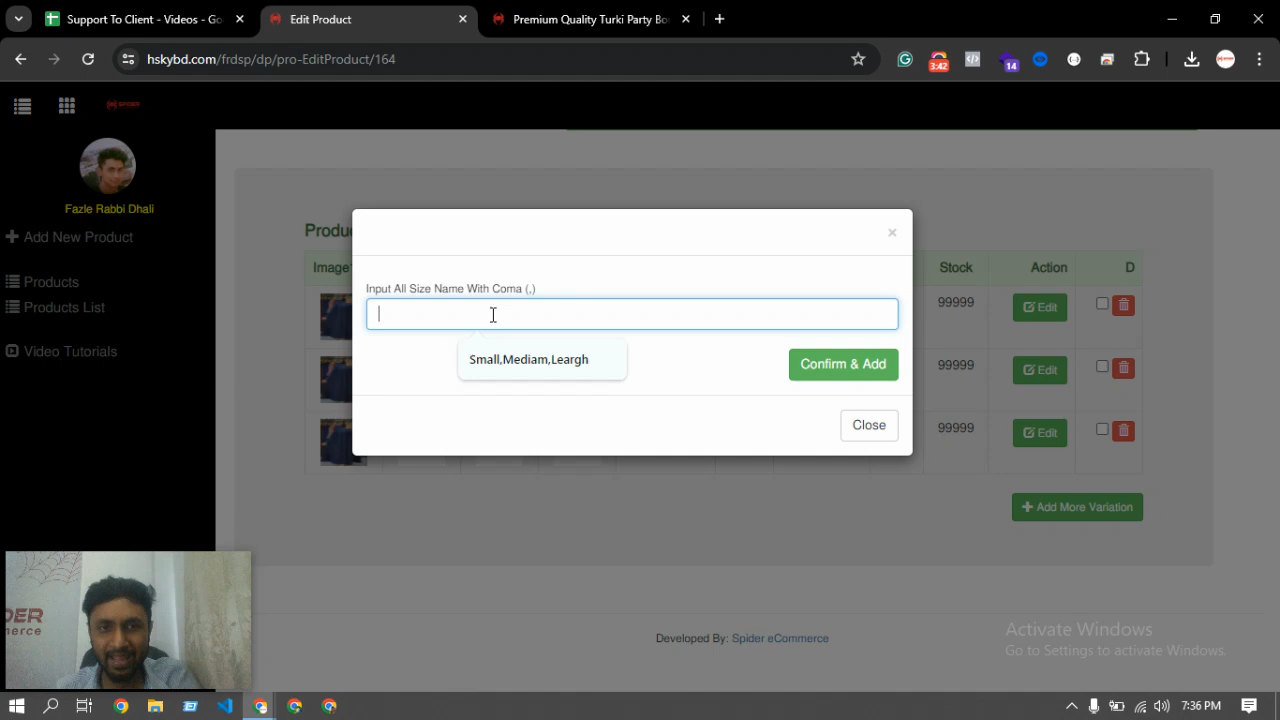 Support To Client - Videos - Go
Edit Product
Premium Quality Turki Party Bo
hskybd.com/frdsp/dp/pro-EditProduct/164
3:42
14
Fazle Rabbi Dhali
Add New Product
Products
Products List
Video Tutorials
Produ
Image
Stock
Action
D
99999
Edit
99999
Edit
99999
Edit
Add More Variation
×
Input All Size Name With Coma (,)
Small,Mediam,Leargh
Confirm & Add
Close
Developed By: Spider eCommerce
Activate Windows
Go to Settings to activate Windows.
DER
merce
7:36 PM